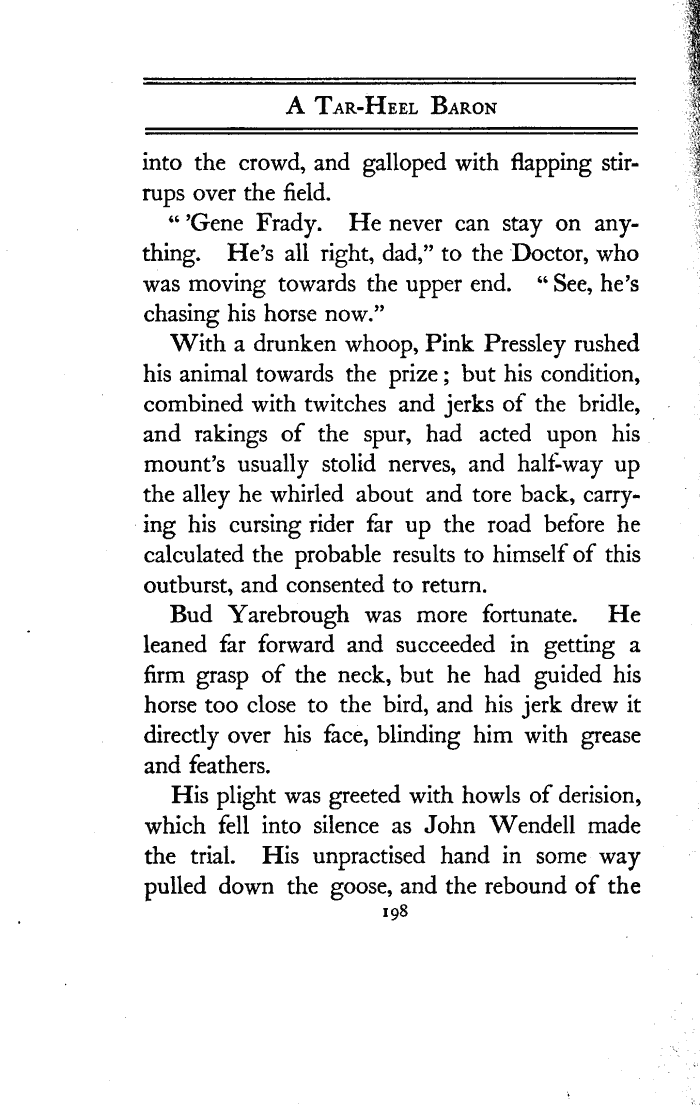 A Tar-Heel Baron
into the crowd, and galloped with flapping stir-
rups over the field.
“ ’Gene Frady. He never can stay on any-
thing. He’s all right, dad,” to the Doctor, who
was moving towards the upper end. “ See, he’s
chasing his horse now.”
With a drunken whoop, Pink Pressley rushed
his animal towards the prize ; but his condition,
combined with twitches and jerks of the bridle,
and rakings of the spur, had acted upon his
mount’s usually stolid nerves, and half-way up
the alley he whirled about and tore back, carry-
ing his cursing rider far up the road before he
calculated the probable results to himself of this
outburst, and consented to return.
Bud Yarebrough was more fortunate. He
leaned far forward and succeeded in getting a
firm grasp of the neck, but he had guided his
horse too close to the bird, and his jerk drew it
directly over his face, blinding him with grease
and feathers.
His plight was greeted with howls of derision,
which fell into silence as John Wendell made
the trial. His unpractised hand in some way
pulled down the goose, and the rebound of the
198